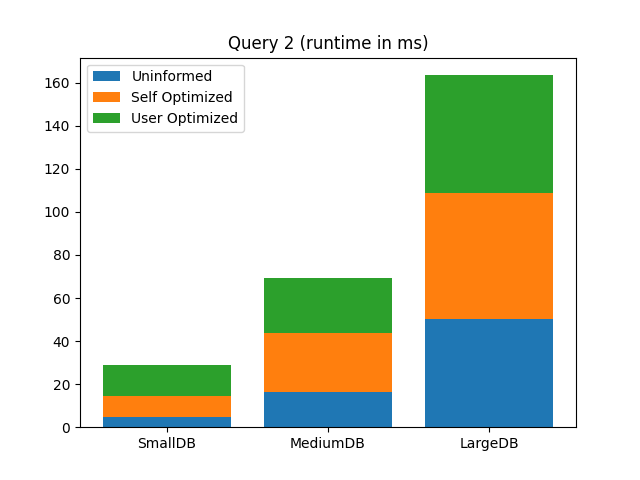 Query 2 (runtime in ms)
Uninformed
Self Optimized
User Optimized
160
140
120
100
80
60
40
20
0
SmallDB
MediumDB
LargeDB